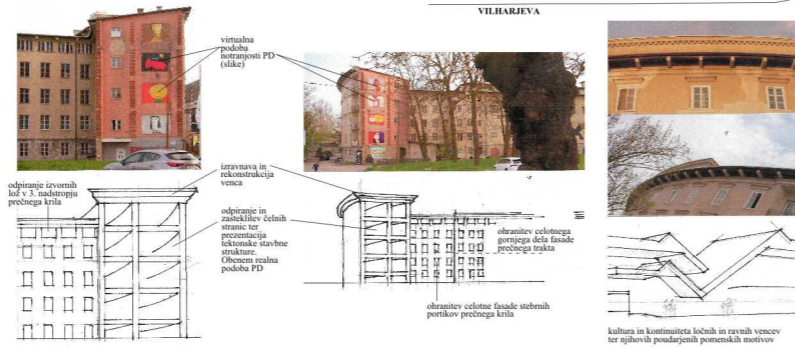 VILHARJEVA
virtualna
podoba
notranjosti PD
(slike)
izravnava in
rekonstrukcija
venca
odpiranje izvornih
lož v 3. nadstropju
prečnega krila
odpiranje in
zasteklitev čelnih
stranic ter
prezentacija
tektonske stavbne
strukture.
Obenem realna
podoba PD
ohranitev celotnega
gornjega dela fasade
prečnega trakta
ohranitev celotne fasade stebrnih
portikov prečnega krila
kultura in kontinuiteta ločnih in ravnih vencev
ter njihovih poudarjenih pomenskih motivov